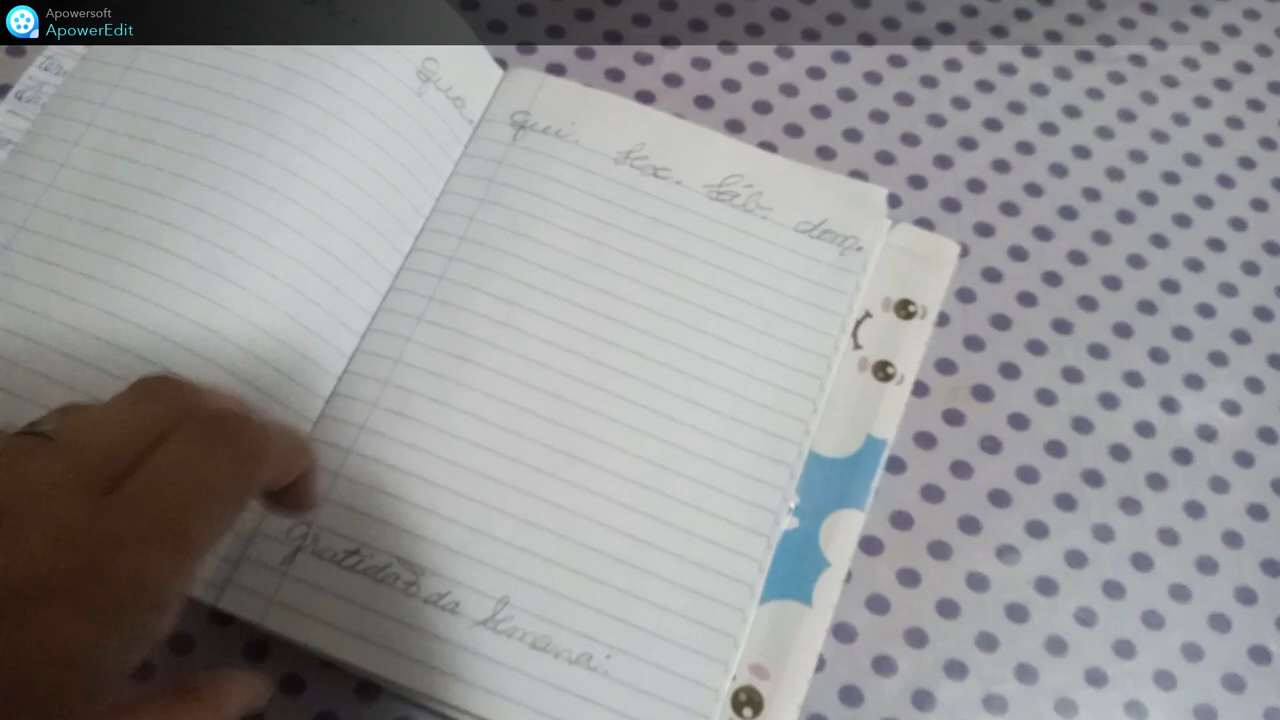 Apowersoft
ApowerEdit
qua.
qui. sex. Sáb. dom.
Gratidão da Semana: